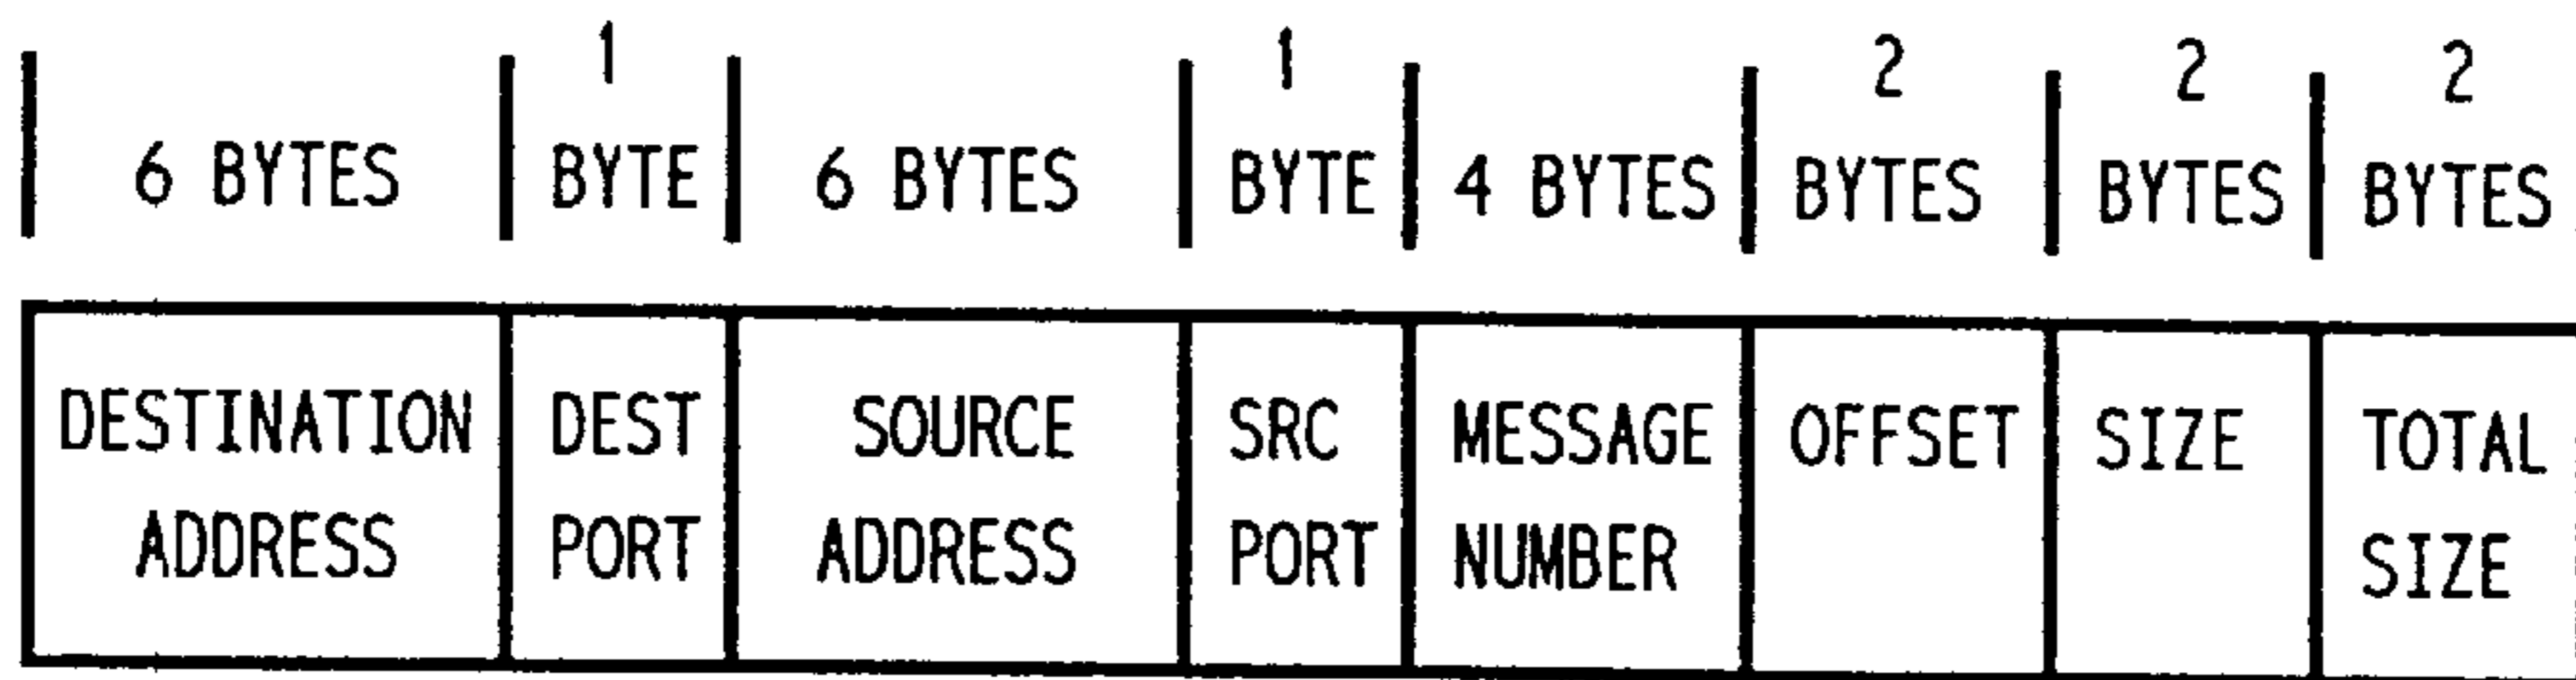 1 1 2 2 2
6 BYTES BYTE 6 BYTES BYTE 4 BYTES BYTES BYTES BYTES
DESTINATION DEST SOURCE SRC MESSAGE OFFSET SIZE TOTAL
ADDRESS PORT ADDRESS PORT NUMBER SIZE